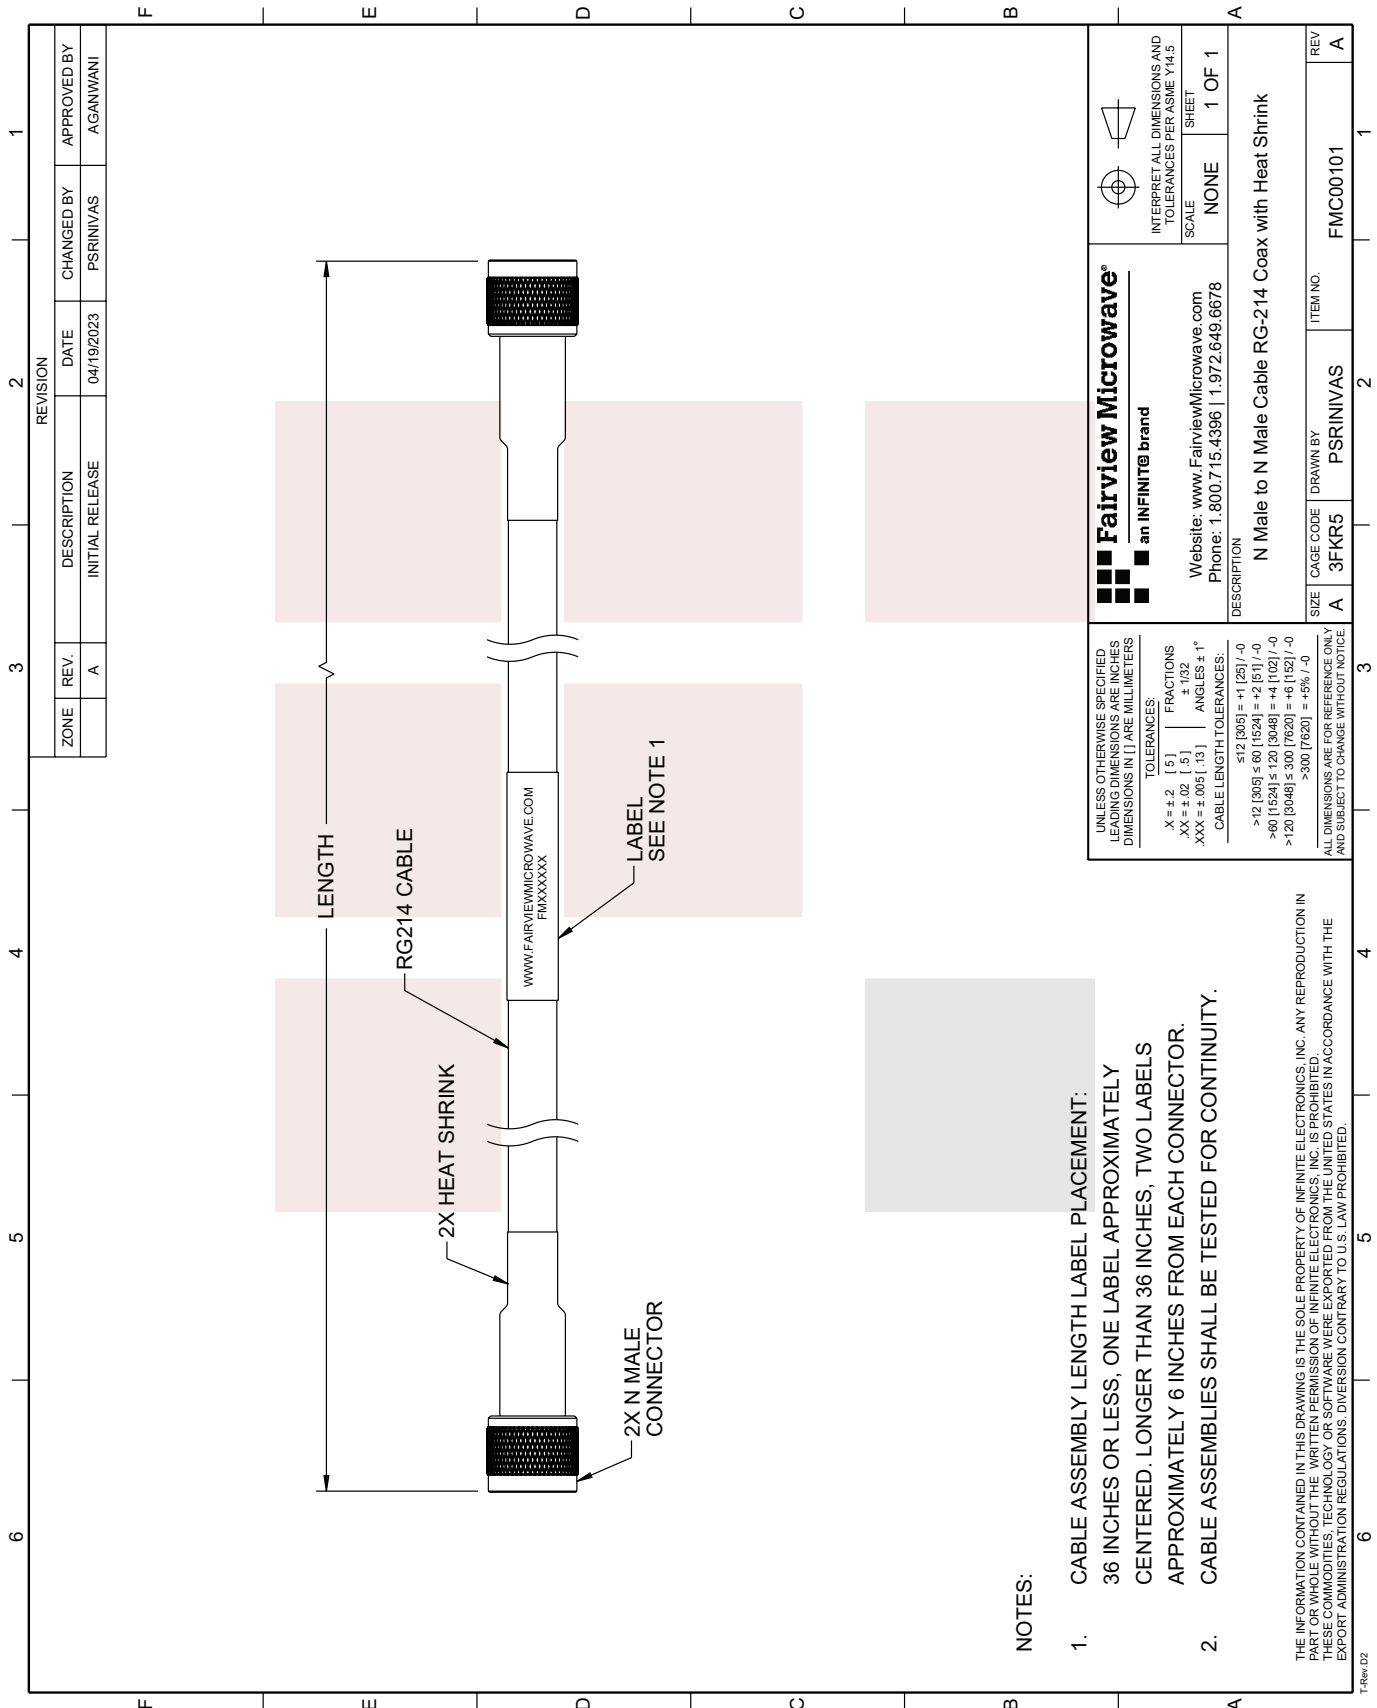 6
5
4
3
2
1
F
E
D
C
B
A
REVISION
ZONE
REV.
DESCRIPTION
DATE
CHANGED BY
APPROVED BY
A
INITIAL RELEASE
04/19/2023
PSRINIVAS
AGANWANI
LENGTH
RG214 CABLE
2X HEAT SHRINK
WWW.FAIRVIEWMICROWAVE.COM
FMXXXXXX
LABEL
SEE NOTE 1
2X N MALE
CONNECTOR
NOTES:
1. CABLE ASSEMBLY LENGTH LABEL PLACEMENT:
36 INCHES OR LESS, ONE LABEL APPROXIMATELY
CENTERED. LONGER THAN 36 INCHES, TWO LABELS
APPROXIMATELY 6 INCHES FROM EACH CONNECTOR.
2. CABLE ASSEMBLIES SHALL BE TESTED FOR CONTINUITY.
THE INFORMATION CONTAINED IN THIS DRAWING IS THE SOLE PROPERTY OF INFINITE ELECTRONICS, INC. ANY REPRODUCTION IN
PART OR WHOLE WITHOUT THE WRITTEN PERMISSION OF INFINITE ELECTRONICS, INC. IS PROHIBITED.
THESE COMMODITIES, TECHNOLOGY OR SOFTWARE WERE EXPORTED FROM THE UNITED STATES IN ACCORDANCE WITH THE
EXPORT ADMINISTRATION REGULATIONS. DIVERSION CONTRARY TO U.S. LAW PROHIBITED.
UNLESS OTHERWISE SPECIFIED
LEADING DIMENSIONS ARE INCHES
DIMENSIONS IN [ ] ARE MILLIMETERS
TOLERANCES:
.X = ± .2 [ 5 ]
.XX = ± .02 [ .5 ]
.XXX = ± .005 [ .13 ]
FRACTIONS
± 1/32
ANGLES ± 1°
CABLE LENGTH TOLERANCES:
≤12 [305] = +1 [25] / -0
>12 [305] ≤ 60 [1524] = +2 [51] / -0
>60 [1524] ≤ 120 [3048] = +4 [102] / -0
>120 [3048] ≤ 300 [7620] = +6 [152] / -0
>300 [7620] = +5% / -0
ALL DIMENSIONS ARE FOR REFERENCE ONLY
AND SUBJECT TO CHANGE WITHOUT NOTICE.
Fairview Microwave®
an INFINIT® brand
Website: www.FairviewMicrowave.com
Phone: 1.800.715.4396 | 1.972.649.6678
INTERPRET ALL DIMENSIONS AND
TOLERANCES PER ASME Y14.5
SCALE
NONE
SHEET
1 OF 1
DESCRIPTION
N Male to N Male Cable RG-214 Coax with Heat Shrink
SIZE
A
CAGE CODE
3FKR5
DRAWN BY
PSRINIVAS
ITEM NO.
FMC00101
REV
A
F
E
D
C
B
A
6
5
4
3
2
1
T-Rev.D2